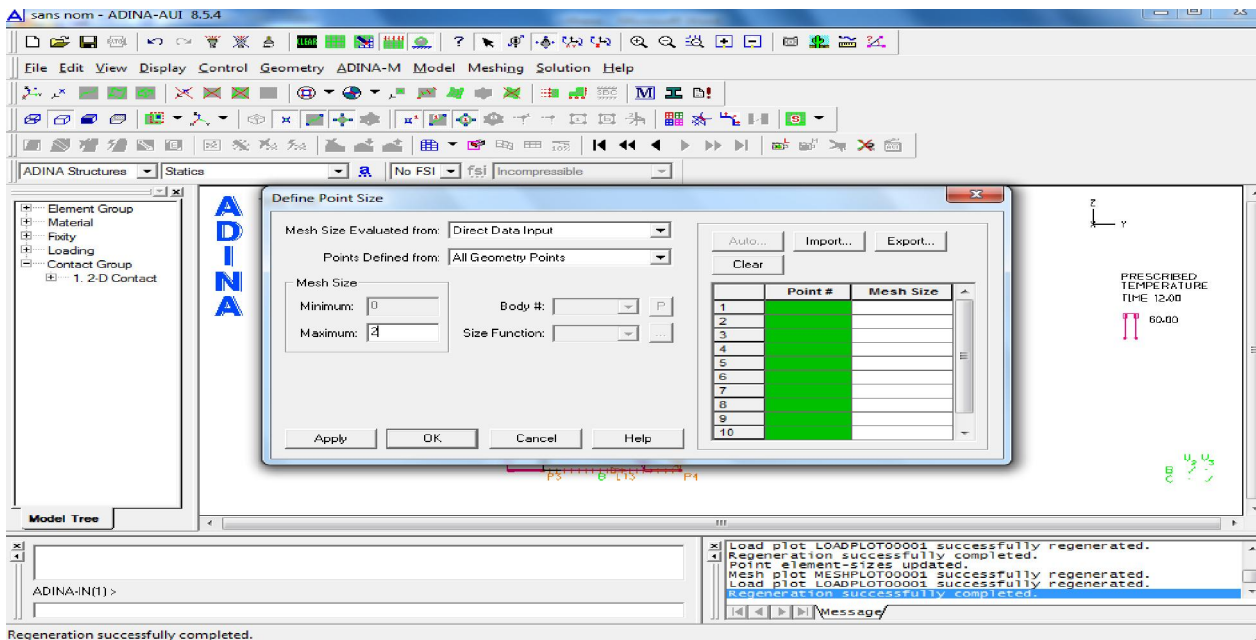 sans nom - ADINA-AUI 8.5.4
CLEAR
File Edit View Display Control Geometry ADINA-M Model Meshing Solution Help
M
ADINA Structures Statics a No FSI fsi Incompressible
Element Group
Material
Fixity
Loading
Contact Group
1. 2-D Contact
Model Tree
ADINA
Define Point Size
Mesh Size Evaluated from: Direct Data Input
Points Defined from: All Geometry Points
Mesh Size
Minimum: 0
Maximum: 2
Body #: P
Size Function: ...
Apply OK Cancel Help
Auto... Import... Export...
Clear
Point # Mesh Size
1
2
3
4
5
6
7
8
9
10
Z
Y
PRESCRIBED
TEMPERATURE
TIME 12.00
60.00
U2 U3
B
C
ADINA-IN(1) >
Load plot LOADPLOT00001 successfully regenerated.
Regeneration successfully completed.
Point element-sizes updated.
Mesh plot MESHPLOT00001 successfully regenerated.
Load plot LOADPLOT00001 successfully regenerated.
Regeneration successfully completed.
Message
Regeneration successfully completed.